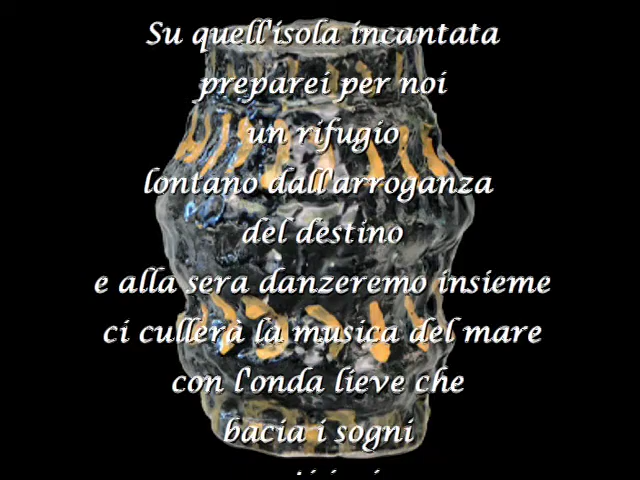 Su quell'isola incantata
preparei per noi
un rifugio
lontano dall'arroganza
del destino
e alla sera danzeremo insieme
ci cullerà la musica del mare
con l'onda lieve che
bacia i sogni